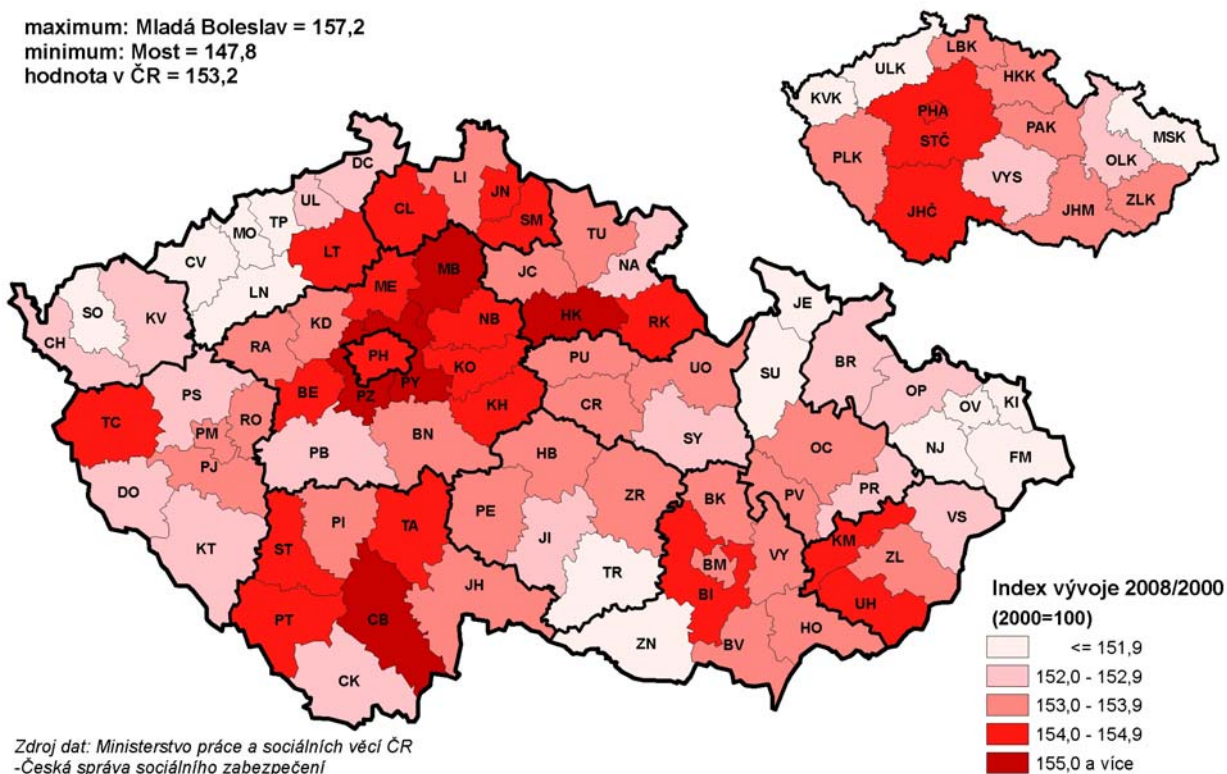 maximum: Mladá Boleslav = 157,2
minimum: Most = 147,8
hodnota v ČR = 153,2
LBK
ULK
HKK
KVK
PHA
STČ
PAK
MSK
PLK
OLK
VYS
JHČ
JHM
ZLK
DC
LI
JN
UL
CL
SM
TP
MO
LT
TU
CV
MB
JC
NA
LN
ME
SO
KV
CH
KD
NB
HK
RK
JE
RA
PH
KO
PU
UO
SU
BR
PZ
PY
BE
PS
OP
KI
OV
TC
RO
PM
KH
CR
BN
PB
SY
OC
NJ
FM
HB
PJ
DO
PR
ZR
PE
BK
PV
KT
PI
TA
VS
ST
JI
KM
VY
ZL
BM
TR
JH
BI
UH
PT
CB
HO
ZN
BV
CK
Index vývoje 2008/2000
(2000=100)
<= 151,9
152,0 - 152,9
153,0 - 153,9
154,0 - 154,9
155,0 a více
Zdroj dat: Ministerstvo práce a sociálních věcí ČR
-Česká správa sociálního zabezpečení